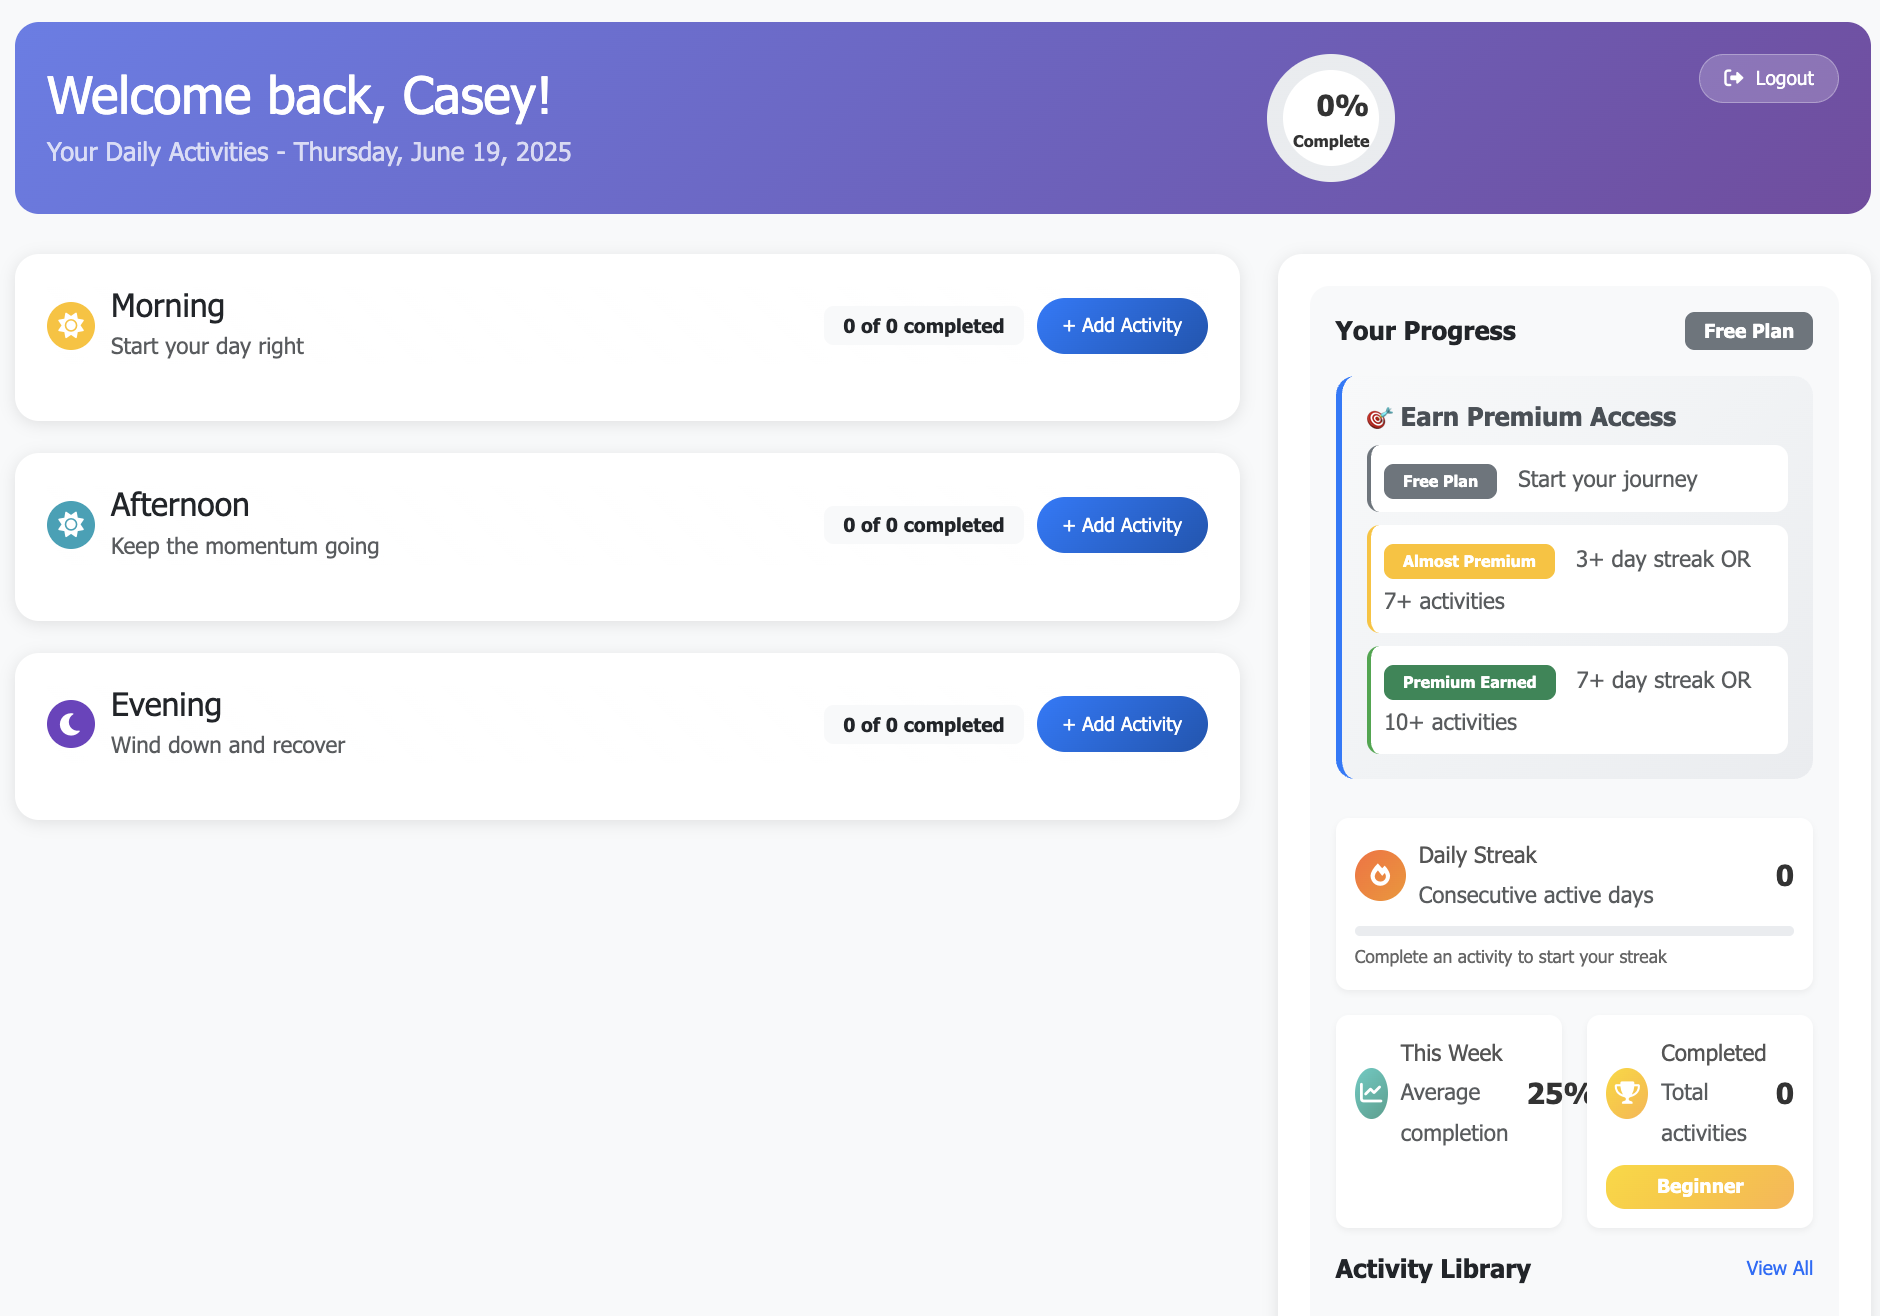 Welcome back, Casey!
Your Daily Activities - Thursday, June 19, 2025
0%
Complete
Logout
Morning
Start your day right
0 of 0 completed
+ Add Activity
Afternoon
Keep the momentum going
0 of 0 completed
+ Add Activity
Evening
Wind down and recover
0 of 0 completed
+ Add Activity
Your Progress
Free Plan
🎯 Earn Premium Access
Free Plan Start your journey
Almost Premium 3+ day streak OR
7+ activities
Premium Earned 7+ day streak OR
10+ activities
Daily Streak
Consecutive active days
0
Complete an activity to start your streak
This Week
Average
completion
25%
Completed
Total
activities
0
Beginner
Activity Library
View All